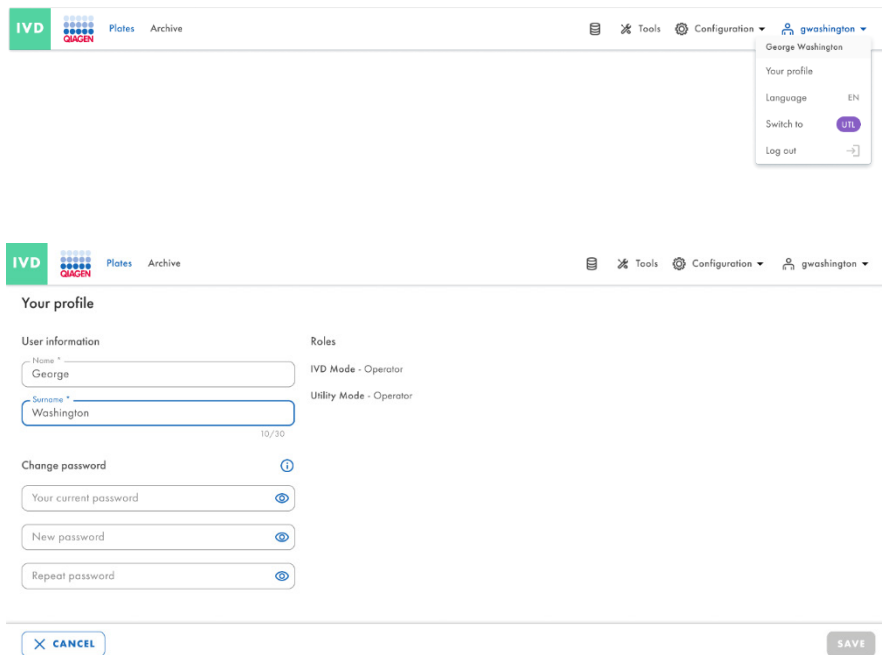 IVD QIAGEN Plates Archive Tools Configuration gwashington
George Washington
Your profile
Language EN
Switch to UTL
Log out
IVD QIAGEN Plates Archive Tools Configuration gwashington
Your profile
User information
Name *
George
Surname *
Washington
10/30
Roles
IVD Mode - Operator
Utility Mode - Operator
Change password
Your current password
New password
Repeat password
CANCEL SAVE